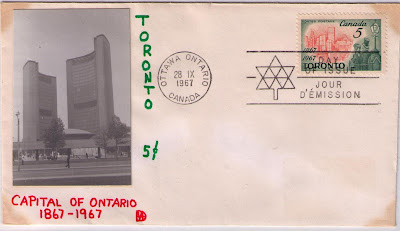 TORONTO
5¢
OTTAWA ONTARIO
28 IX
1967
CANADA
Canada
5
1867
1967
TORONTO
DAY
OF ISSUE
JOUR
D'ÉMISSION
CAPITAL OF ONTARIO
1867-1967